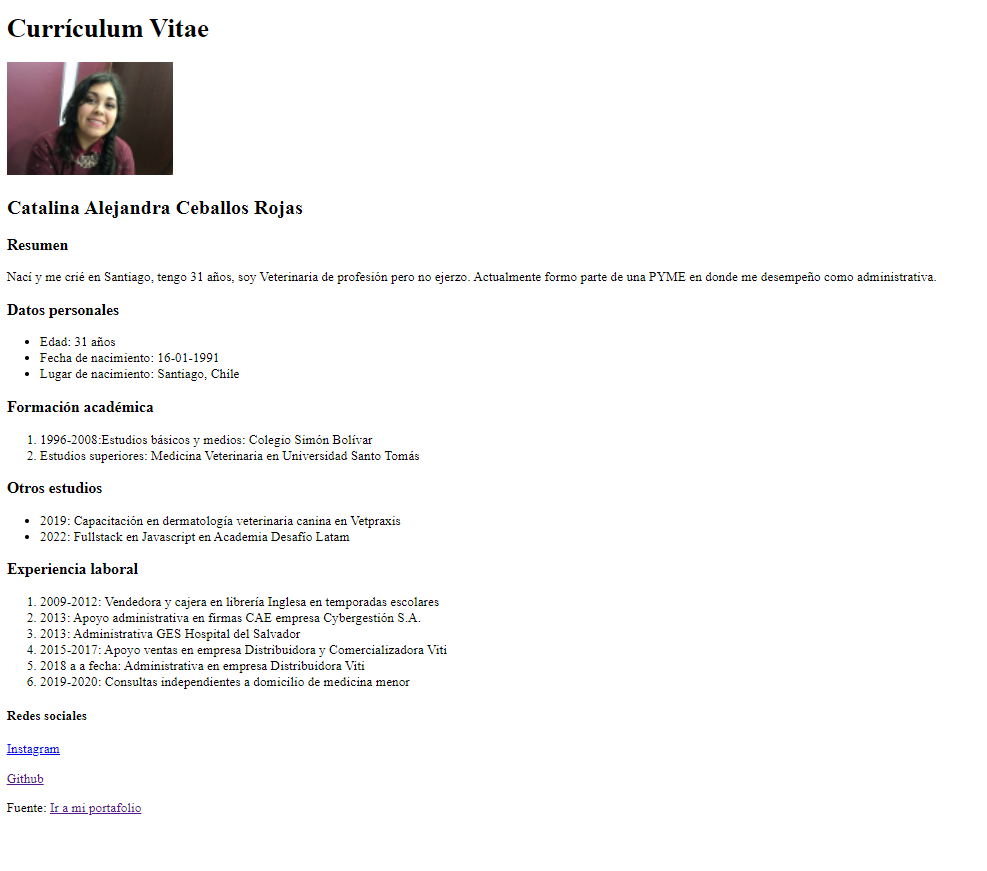 Currículum Vitae
Catalina Alejandra Ceballos Rojas
Resumen
Nací y me crié en Santiago, tengo 31 años, soy Veterinaria de profesión pero no ejerzo. Actualmente formo parte de una PYME en donde me desempeño como administrativa.
Datos personales
• Edad: 31 años
• Fecha de nacimiento: 16-01-1991
• Lugar de nacimiento: Santiago, Chile
Formación académica
1. 1996-2008:Estudios básicos y medios: Colegio Simón Bolívar
2. Estudios superiores: Medicina Veterinaria en Universidad Santo Tomás
Otros estudios
• 2019: Capacitación en dermatología veterinaria canina en Vetpraxis
• 2022: Fullstack en Javascript en Academia Desafío Latam
Experiencia laboral
1. 2009-2012: Vendedora y cajera en librería Inglesa en temporadas escolares
2. 2013: Apoyo administrativa en firmas CAE empresa Cybergestión S.A.
3. 2013: Administrativa GES Hospital del Salvador
4. 2015-2017: Apoyo ventas en empresa Distribuidora y Comercializadora Viti
5. 2018 a a fecha: Administrativa en empresa Distribuidora Viti
6. 2019-2020: Consultas independientes a domicilio de medicina menor
Redes sociales
Instagram
Github
Fuente: Ir a mi portafolio